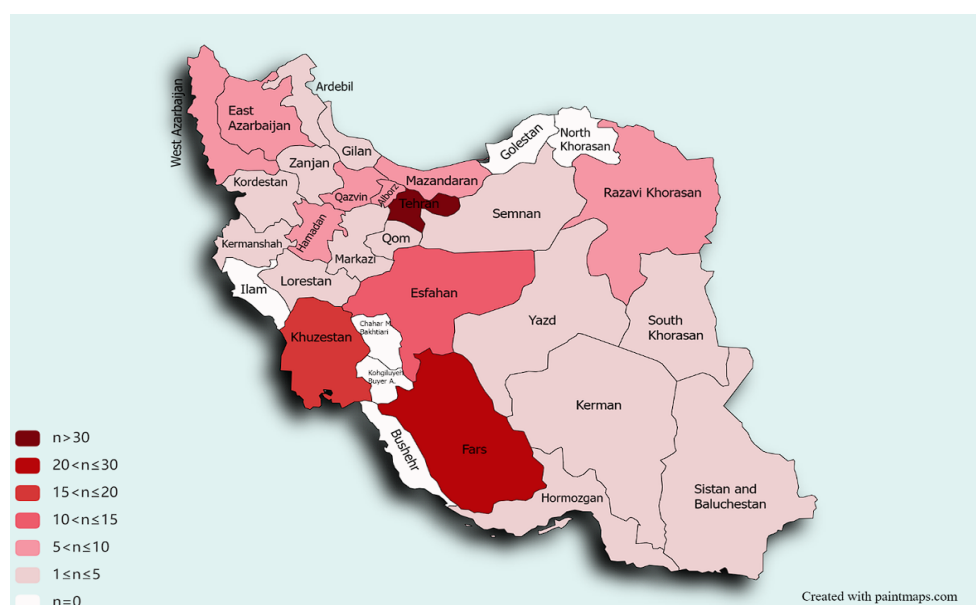 West Azarbaijan
East
Azarbaijan
Ardebil
Gilan
Zanjan
Kordestan
Qazvin
Alborz
Mazandaran
Tehran
Golestan
North
Khorasan
Razavi Khorasan
Semnan
Hamadan
Kermanshah
Markazi
Qom
Ilam
Lorestan
Esfahan
Khuzestan
Chahar M.
Bakhtiari
Kohgiluyeh
Buyer A.
Yazd
South
Khorasan
Kerman
Fars
Bushehr
Hormozgan
Sistan and
Baluchestan
n>30
20<n≤30
15<n≤20
10<n≤15
5<n≤10
1≤n≤5
n=0
Created with paintmaps.com